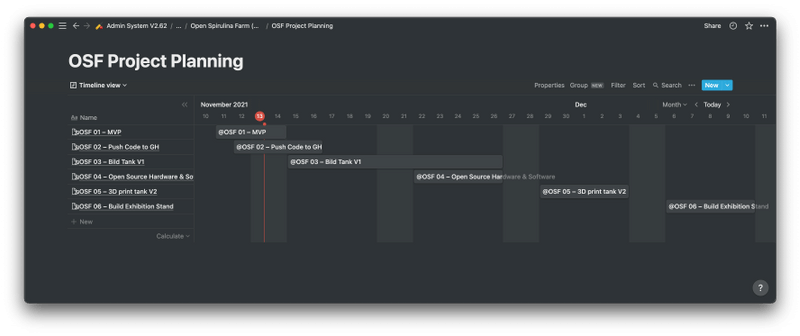 Admin System V2.62 / ... / Open Spirulina Farm (... / OSF Project Planning
Share
OSF Project Planning
Timeline view
Properties Group NEW Filter Sort Search ... New
November 2021 Dec Month Today
Aa Name
10 11 12 13 14 15 16 17 18 19 20 21 22 23 24 25 26 27 28 29 30 1 2 3 4 5 6 7 8 9 10 11
OSF 01 – MVP
@OSF 01 – MVP
OSF 02 – Push Code to GH
@OSF 02 – Push Code to GH
OSF 03 – Bild Tank V1
@OSF 03 – Bild Tank V1
OSF 04 – Open Source Hardware & So
@OSF 04 – Open Source Hardware & Software
OSF 05 – 3D print tank V2
@OSF 05 – 3D print tank V2
OSF 06 – Build Exhibition Stand
@OSF 06 – Build Exhibition Stand
+ New
Calculate
?